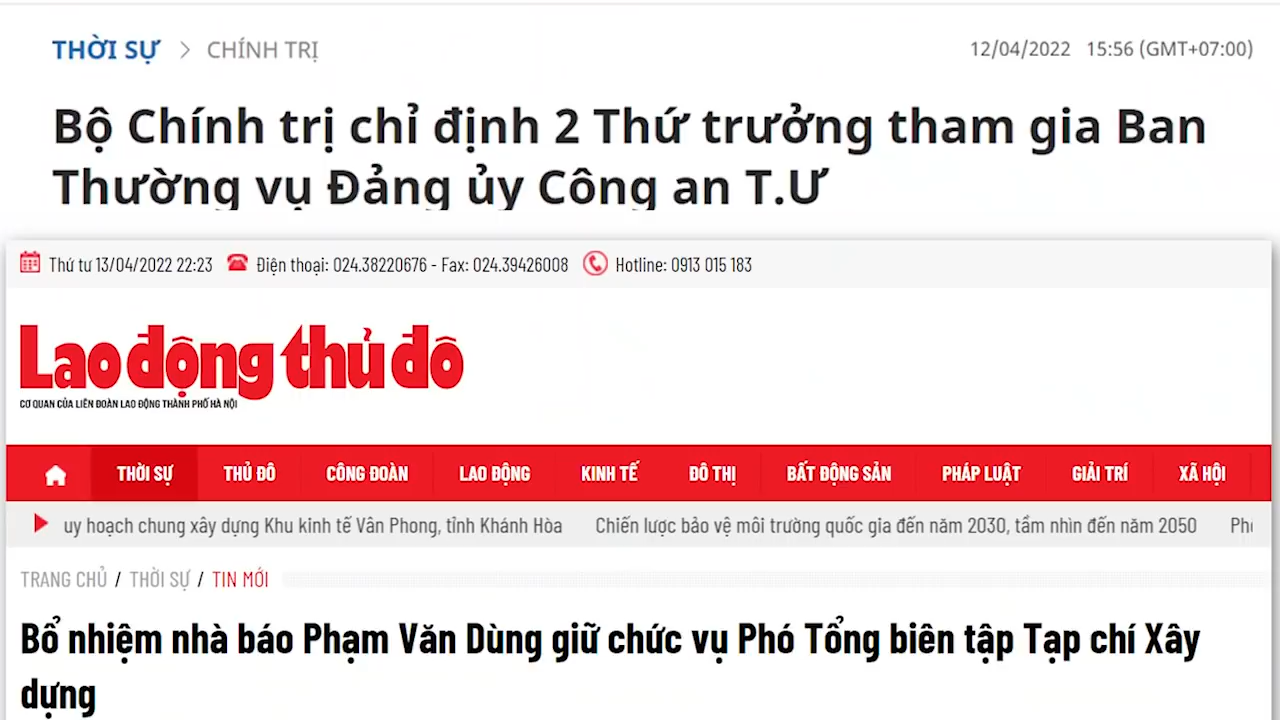 THỜI SỰ > CHÍNH TRỊ 12/04/2022 15:56 (GMT+07:00)
Bộ Chính trị chỉ định 2 Thứ trưởng tham gia Ban
Thường vụ Đảng ủy Công an T.Ư
Thứ tư 13/04/2022 22:23 Điện thoại: 024.38220676 - Fax: 024.39426008 Hotline: 0913 015 183
Lao động thủ đô
CƠ QUAN CỦA LIÊN ĐOÀN LAO ĐỘNG THÀNH PHỐ HÀ NỘI
THỜI SỰ THỦ ĐÔ CÔNG ĐOÀN LAO ĐỘNG KINH TẾ ĐÔ THỊ BẤT ĐỘNG SẢN PHÁP LUẬT GIẢI TRÍ XÃ HỘI
uy hoạch chung xây dựng Khu kinh tế Vân Phong, tỉnh Khánh Hòa Chiến lược bảo vệ môi trường quốc gia đến năm 2030, tầm nhìn đến năm 2050
TRANG CHỦ / THỜI SỰ / TIN MỚI
Bổ nhiệm nhà báo Phạm Văn Dùng giữ chức vụ Phó Tổng biên tập Tạp chí Xây
dựng